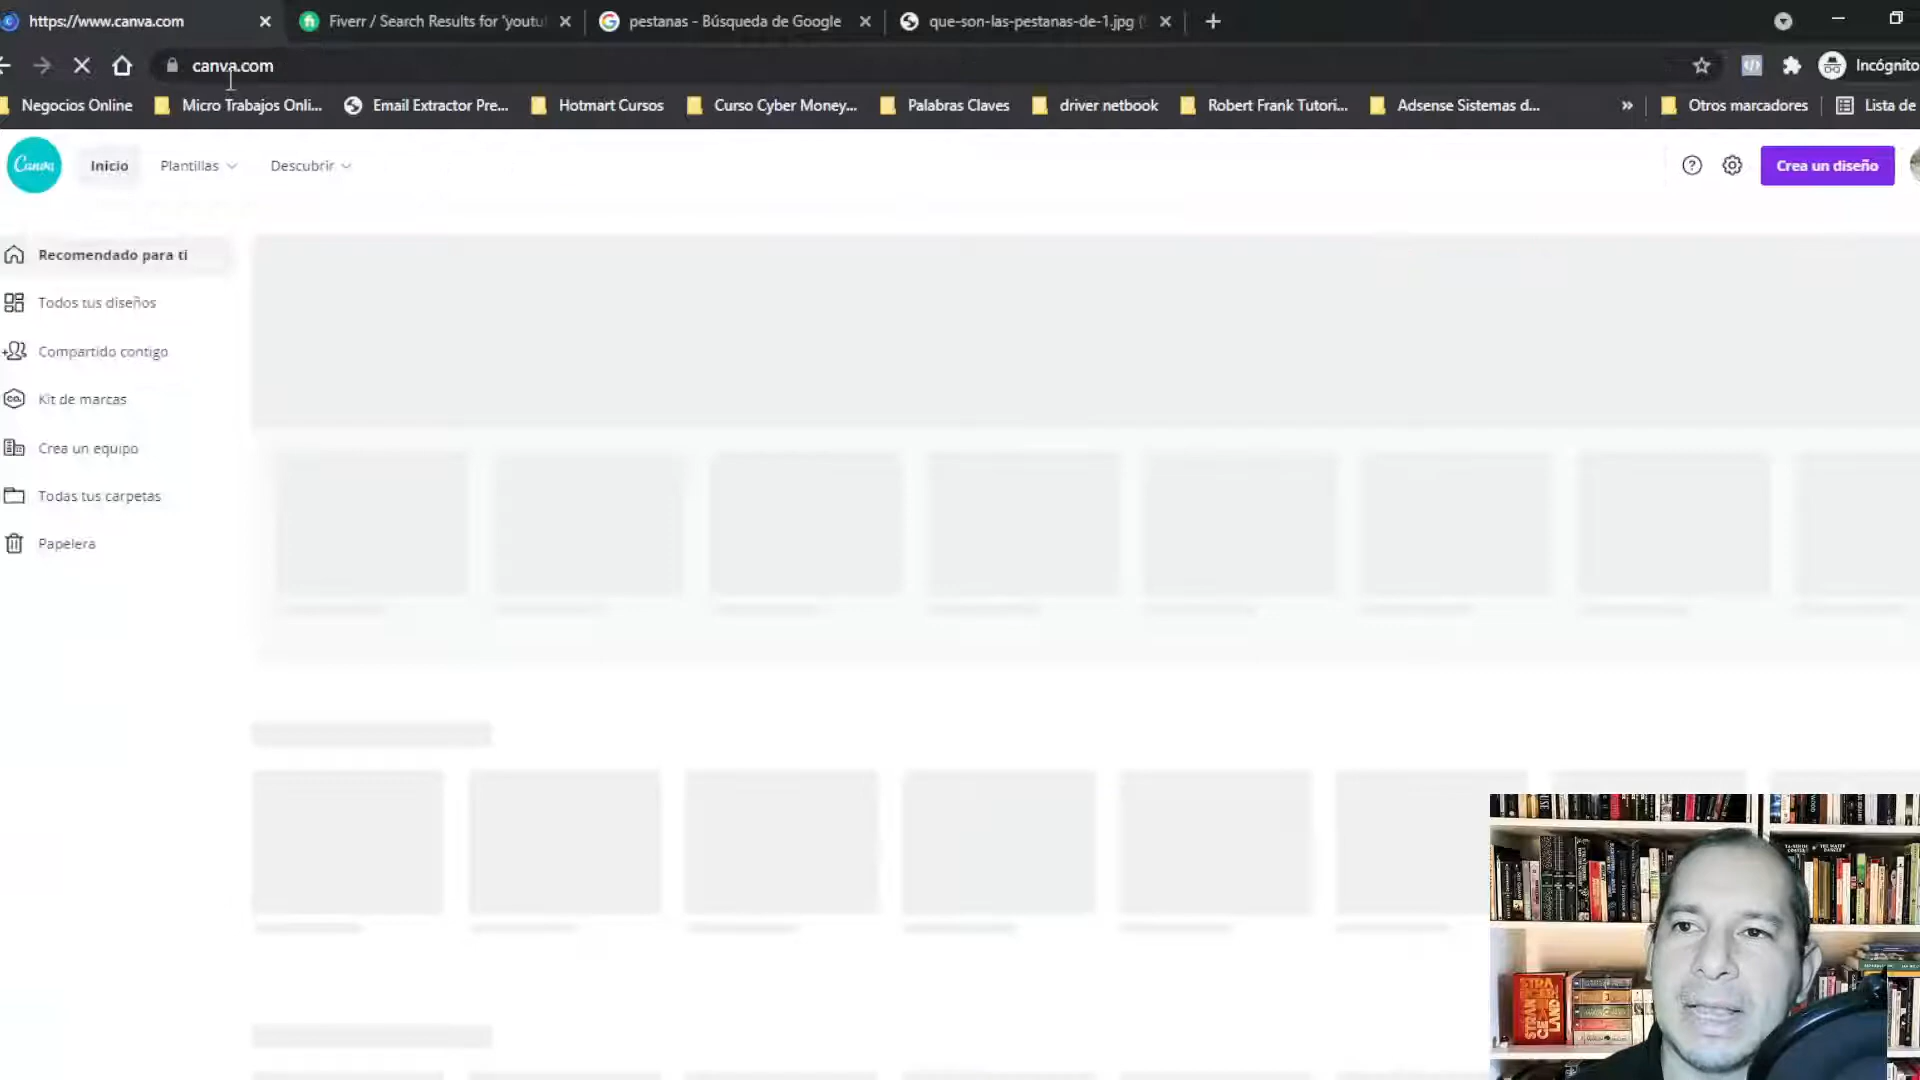 https://www.canva.com
Fiverr / Search Results for 'youtu
pestanas - Búsqueda de Google
que-son-las-pestanas-de-1.jpg (
canva.com
Incógnito
Negocios Online
Micro Trabajos Onli...
Email Extractor Pre...
Hotmart Cursos
Curso Cyber Money...
Palabras Claves
driver netbook
Robert Frank Tutori...
Adsense Sistemas d...
»
Otros marcadores
Lista de
Canva
Inicio
Plantillas
Descubrir
Crea un diseño
Recomendado para ti
Todos tus diseños
Compartido contigo
co.
Kit de marcas
Crea un equipo
Todas tus carpetas
Papelera
STRANGE LAND